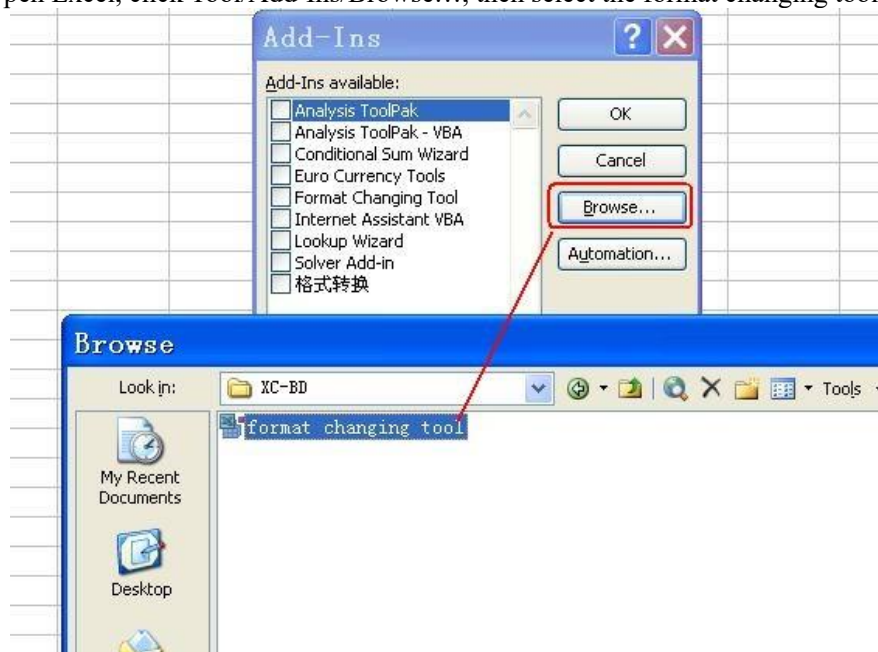 pen Excel, click Tool/Add-Ins/Browse…, then select the format changing tool
Add-Ins
Add-Ins available:
Analysis ToolPak
Analysis ToolPak - VBA
Conditional Sum Wizard
Euro Currency Tools
Format Changing Tool
Internet Assistant VBA
Lookup Wizard
Solver Add-in
格式转换
OK
Cancel
Browse...
Automation...
Browse
Look in:
XC-BD
Tools
format changing tool
My Recent
Documents
Desktop